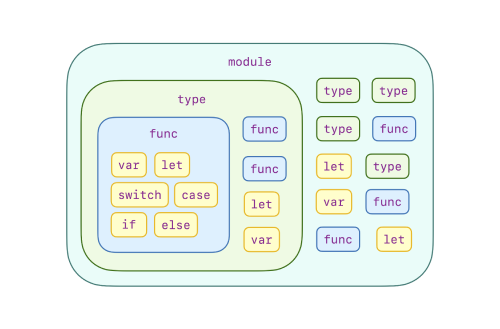 module
type
func
var let
switch case
if else
func
func
let
var
type type
type func
let type
var func
func let